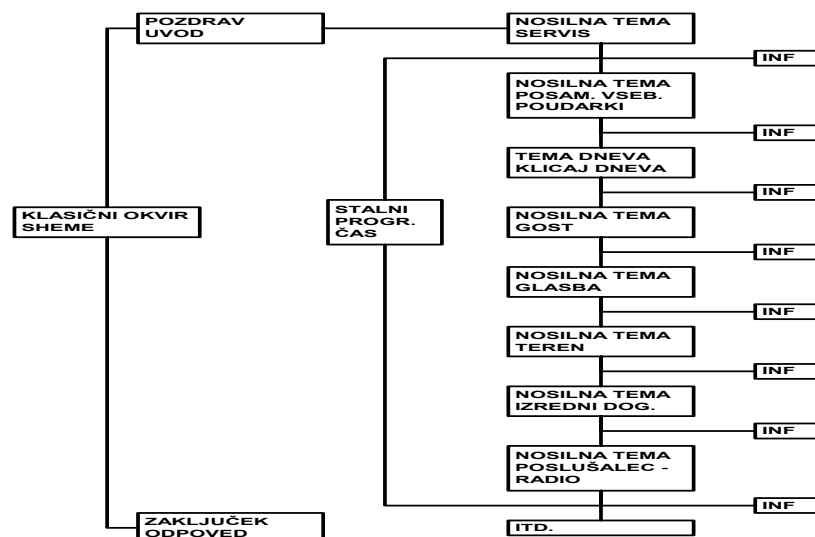 POZDRAV
UVOD
NOSILNA TEMA
SERVIS
INF
NOSILNA TEMA
POSAM. VSEB.
POUDARKI
INF
TEMA DNEVA
KLICAJ DNEVA
INF
KLASIČNI OKVIR
SHEME
STALNI
PROGR.
ČAS
NOSILNA TEMA
GOST
INF
NOSILNA TEMA
GLASBA
INF
NOSILNA TEMA
TEREN
INF
NOSILNA TEMA
IZREDNI DOG.
INF
NOSILNA TEMA
POSLUŠALEC -
RADIO
INF
ZAKLJUČEK
ODPOVED
ITD.